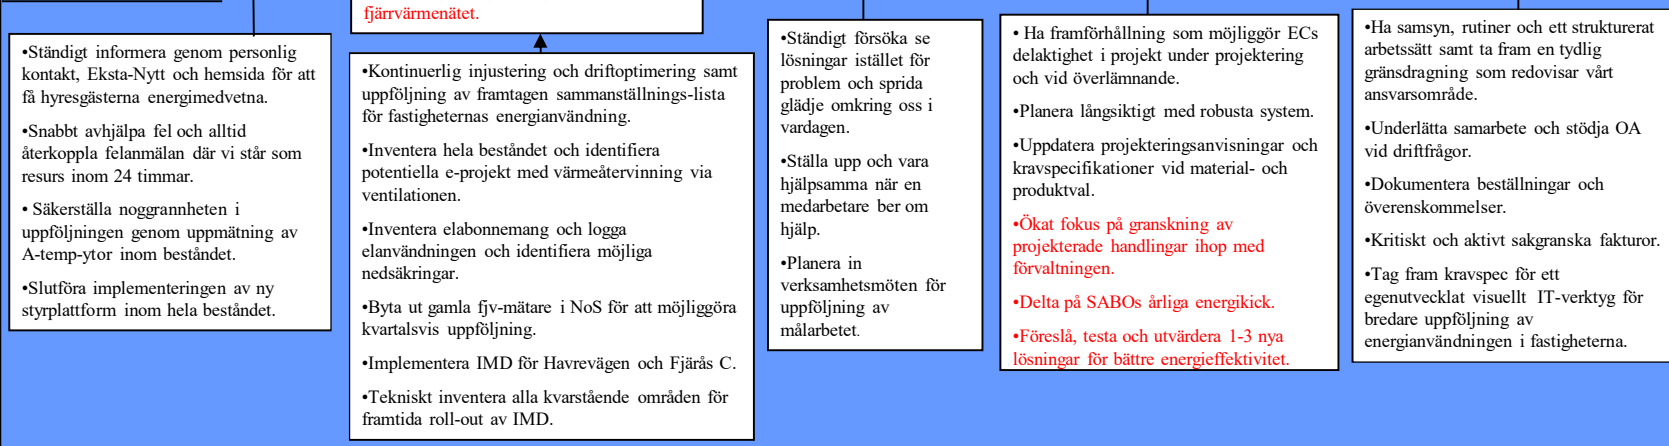 fjärrvärmenätet.
•Ständigt informera genom personlig
kontakt, Eksta-Nytt och hemsida för att
få hyresgästerna energimedvetna.
•Snabbt avhjälpa fel och alltid
återkoppla felanmälan där vi står som
resurs inom 24 timmar.
• Säkerställa noggrannheten i
uppföljningen genom uppmätning av
A-temp-ytor inom beståndet.
•Slutföra implementeringen av ny
styrplattform inom hela beståndet.
•Kontinuerlig injustering och driftoptimering samt
uppföljning av framtagen sammanställnings-lista
för fastigheternas energianvändning.
•Inventera hela beståndet och identifiera
potentiella e-projekt med värmeåtervinning via
ventilationen.
•Inventera elabonnemang och logga
elanvändningen och identifiera möjliga
nedsäkringar.
•Byta ut gamla fjv-mätare i NoS för att möjliggöra
kvartalsvis uppföljning.
•Implementera IMD för Havrevägen och Fjärås C.
•Tekniskt inventera alla kvarstående områden för
framtida roll-out av IMD.
•Ständigt försöka se
lösningar istället för
problem och sprida
glädje omkring oss i
vardagen.
•Ställa upp och vara
hjälpsamma när en
medarbetare ber om
hjälp.
•Planera in
verksamhetsmöten för
uppföljning av
målarbetet.
• Ha framförhållning som möjliggör ECs
delaktighet i projekt under projektering
och vid överlämnande.
•Planera långsiktigt med robusta system.
•Uppdatera projekteringsanvisningar och
kravspecifikationer vid material- och
produktval.
•Ökat fokus på granskning av
projekterade handlingar ihop med
förvaltningen.
•Delta på SABOs årliga energikick.
•Föreslå, testa och utvärdera 1-3 nya
lösningar för bättre energieffektivitet.
•Ha samsyn, rutiner och ett strukturerat
arbetssätt samt ta fram en tydlig
gränsdragning som redovisar vårt
ansvarsområde.
•Underlätta samarbete och stödja OA
vid driftfrågor.
•Dokumentera beställningar och
överenskommelser.
•Kritiskt och aktivt sakgranska fakturor.
•Tag fram kravspec för ett
egenutvecklat visuellt IT-verktyg för
bredare uppföljning av
energianvändningen i fastigheterna.